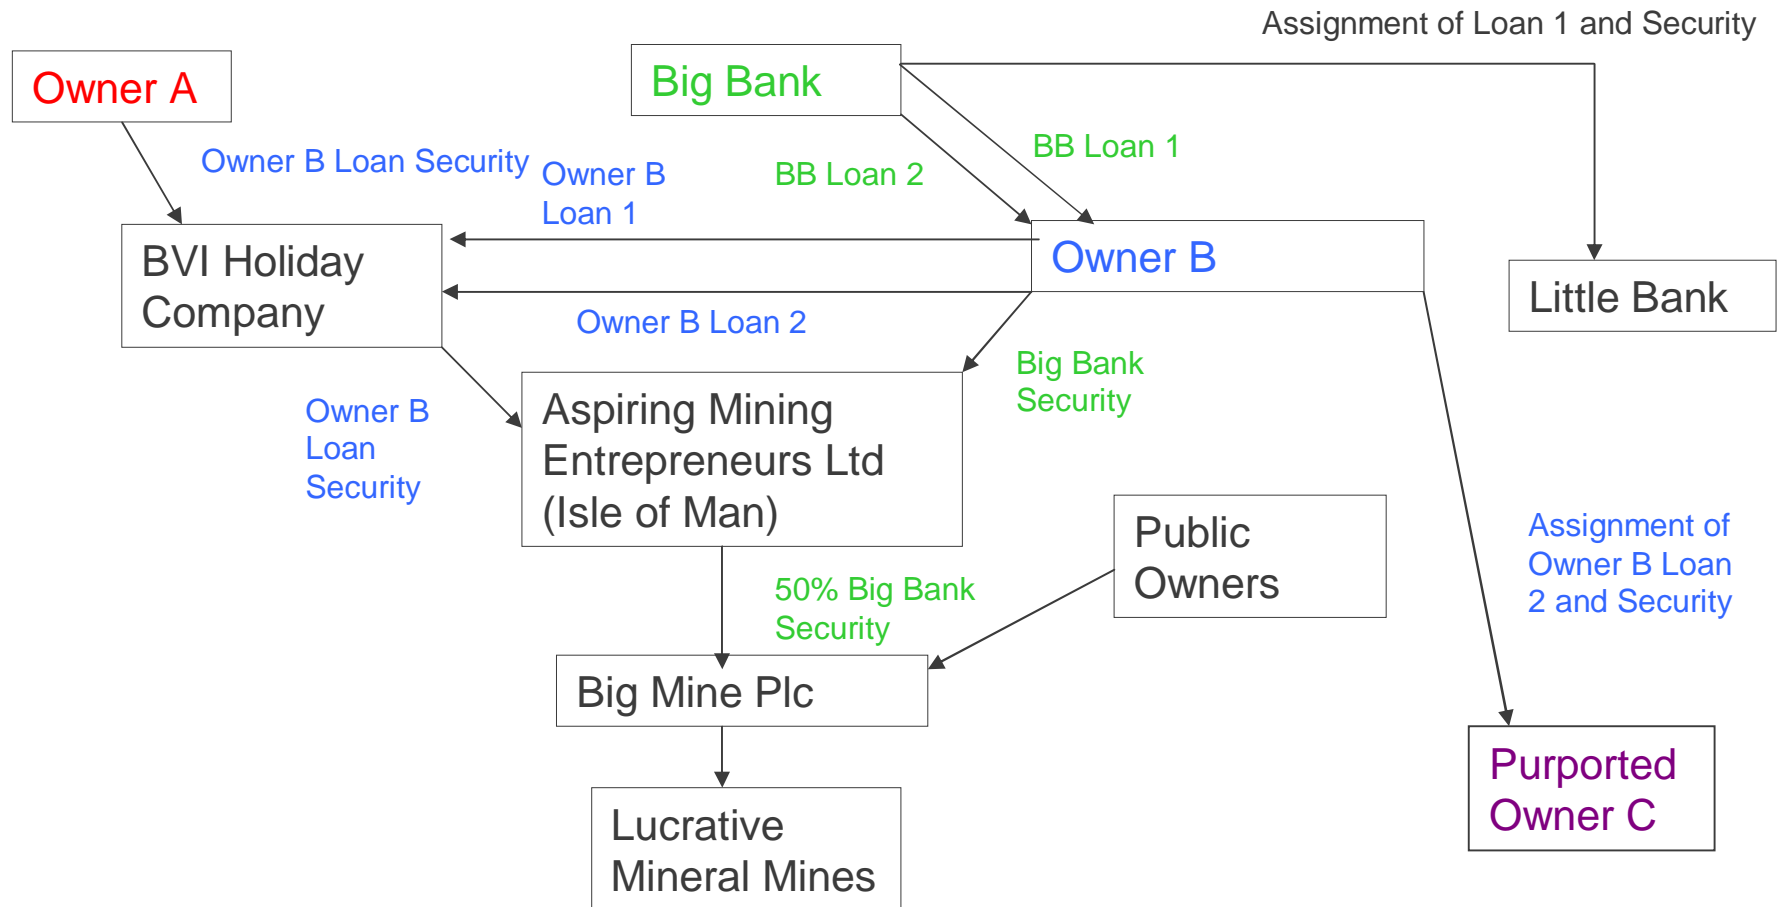 Assignment of Loan 1 and Security
Owner A
Big Bank
Owner B Loan Security
Owner B
Loan 1
BB Loan 2
BB Loan 1
BVI Holiday
Company
Owner B
Little Bank
Owner B Loan 2
Big Bank
Security
Owner B
Loan
Security
Aspiring Mining
Entrepreneurs Ltd
(Isle of Man)
Public
Owners
Assignment of
Owner B Loan
2 and Security
50% Big Bank
Security
Big Mine Plc
Purported
Owner C
Lucrative
Mineral Mines